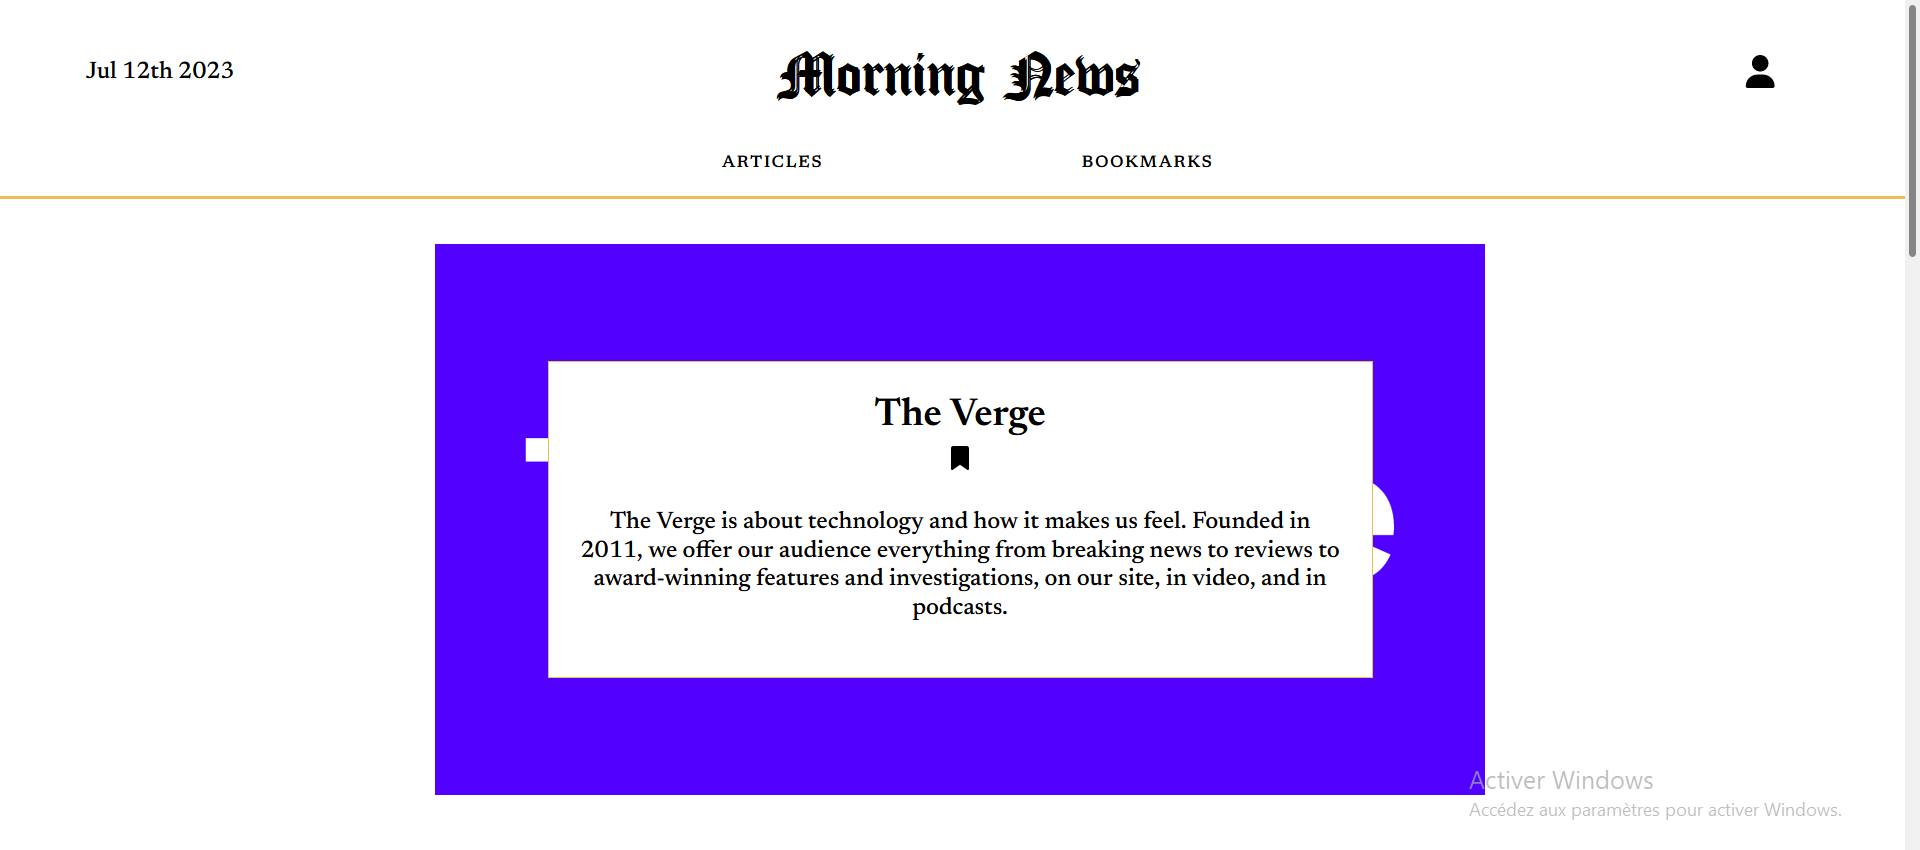 Jul 12th 2023
Morning News
ARTICLES
BOOKMARKS
The Verge
The Verge is about technology and how it makes us feel. Founded in
2011, we offer our audience everything from breaking news to reviews to
award-winning features and investigations, on our site, in video, and in
podcasts.
Activer Windows
Accédez aux paramètres pour activer Windows.